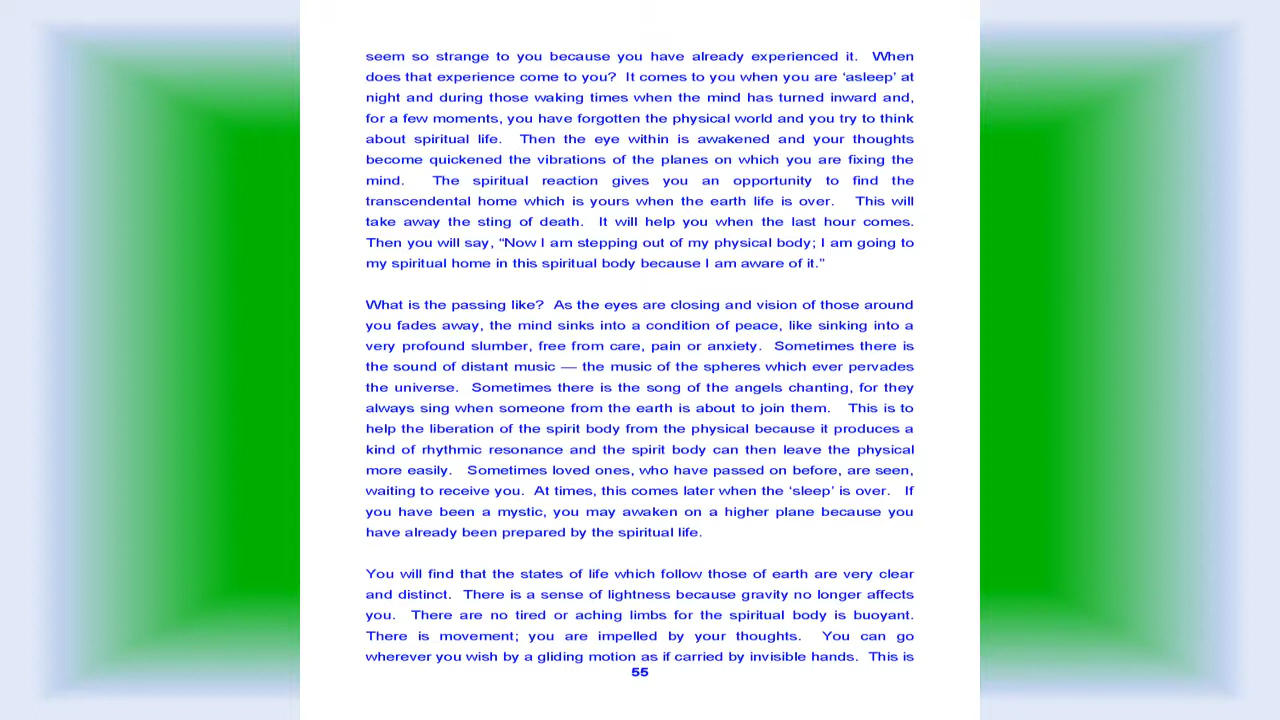 seem so strange to you because you have already experienced it. When
does that experience come to you? It comes to you when you are ‘asleep’ at
night and during those waking times when the mind has turned inward and,
for a few moments, you have forgotten the physical world and you try to think
about spiritual life. Then the eye within is awakened and your thoughts
become quickened the vibrations of the planes on which you are fixing the
mind. The spiritual reaction gives you an opportunity to find the
transcendental home which is yours when the earth life is over. This will
take away the sting of death. It will help you when the last hour comes.
Then you will say, “Now I am stepping out of my physical body; I am going to
my spiritual home in this spiritual body because I am aware of it.”
What is the passing like? As the eyes are closing and vision of those around
you fades away, the mind sinks into a condition of peace, like sinking into a
very profound slumber, free from care, pain or anxiety. Sometimes there is
the sound of distant music — the music of the spheres which ever pervades
the universe. Sometimes there is the song of the angels chanting, for they
always sing when someone from the earth is about to join them. This is to
help the liberation of the spirit body from the physical because it produces a
kind of rhythmic resonance and the spirit body can then leave the physical
more easily. Sometimes loved ones, who have passed on before, are seen,
waiting to receive you. At times, this comes later when the ‘sleep’ is over. If
you have been a mystic, you may awaken on a higher plane because you
have already been prepared by the spiritual life.
You will find that the states of life which follow those of earth are very clear
and distinct. There is a sense of lightness because gravity no longer affects
you. There are no tired or aching limbs for the spiritual body is buoyant.
There is movement; you are impelled by your thoughts. You can go
wherever you wish by a gliding motion as if carried by invisible hands. This is
55